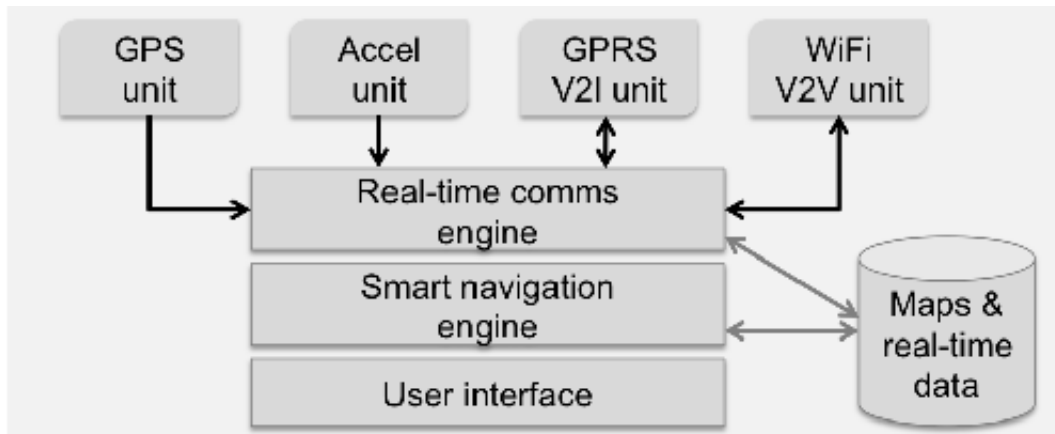 GPS
unit
Accel
unit
GPRS
V2I unit
WiFi
V2V unit
Real-time comms
engine
Smart navigation
engine
User interface
Maps &
real-time
data